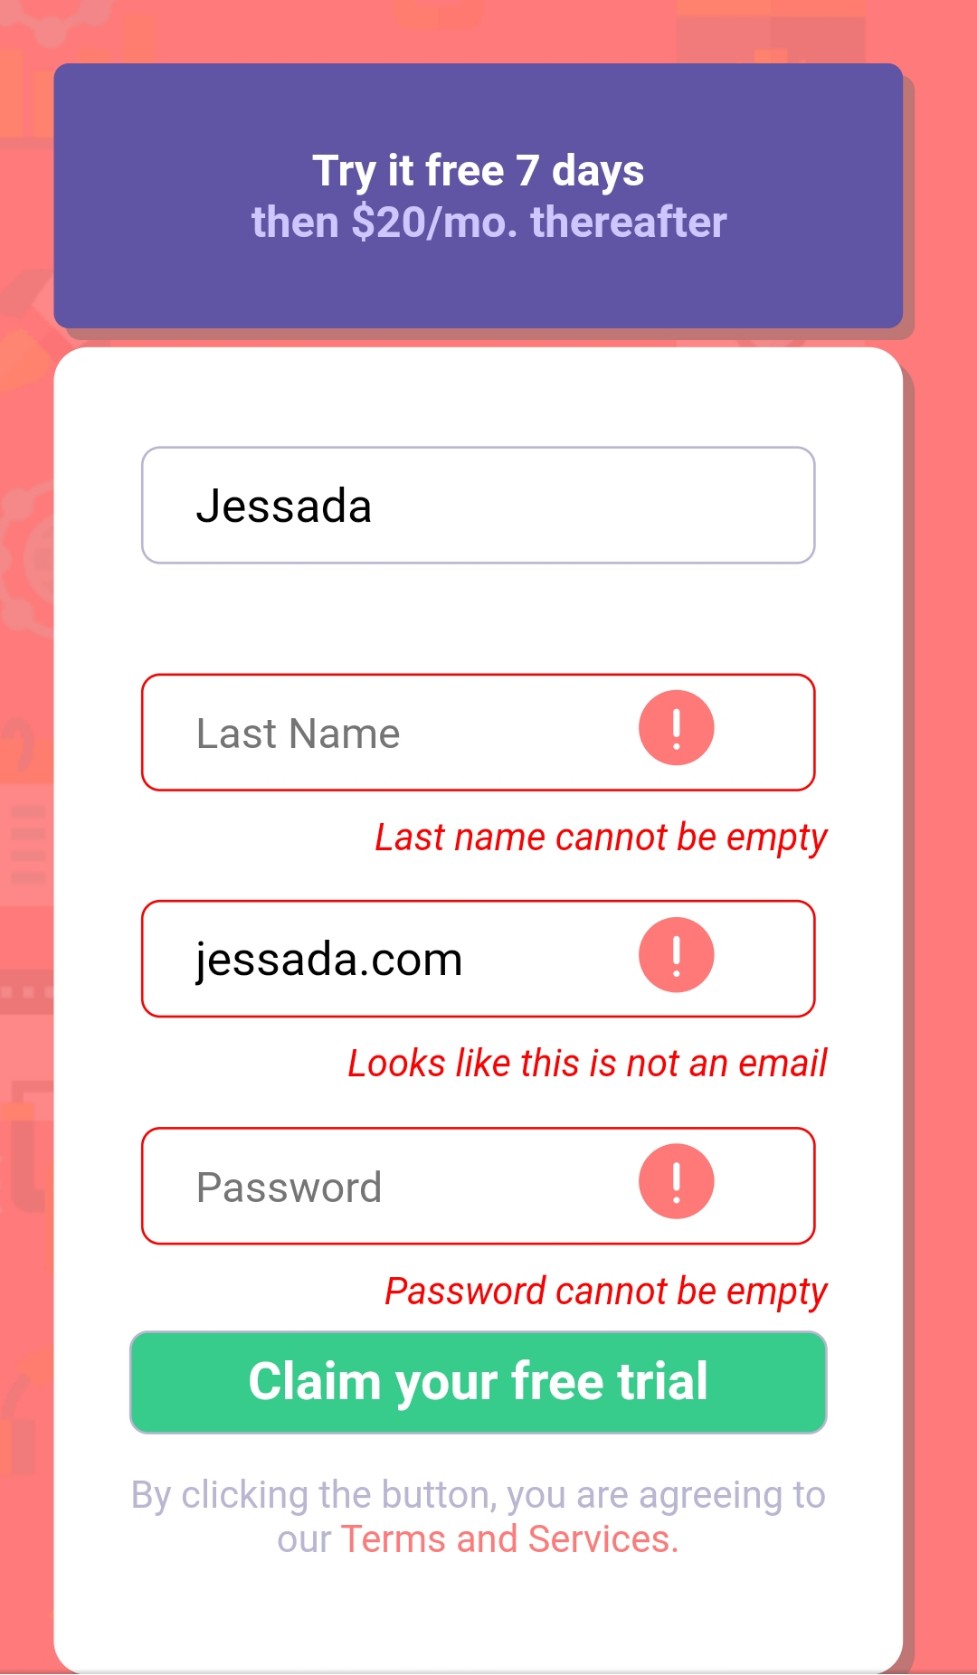 Try it free 7 days
then $20/mo. thereafter
Jessada
Last Name
Last name cannot be empty
jessada.com
Looks like this is not an email
Password
Password cannot be empty
Claim your free trial
By clicking the button, you are agreeing to
our Terms and Services.